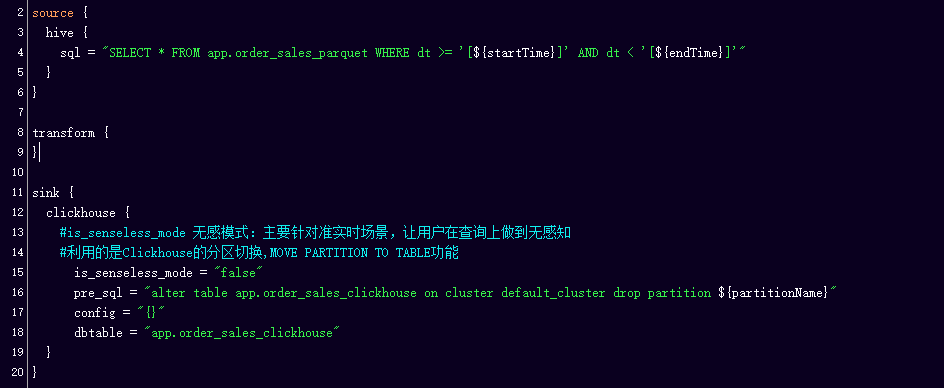 2 source {
3 hive {
4 sql = "SELECT * FROM app.order_sales_parquet WHERE dt >= '[${startTime}]' AND dt < '[${endTime}]'"
5 }
6 }
7
8 transform {
9 }
10
11 sink {
12 clickhouse {
13 #is_senseless_mode 无感模式：主要针对准实时场景，让用户在查询上做到无感知
14 #利用的是Clickhouse的分区切换,MOVE PARTITION TO TABLE功能
15 is_senseless_mode = "false"
16 pre_sql = "alter table app.order_sales_clickhouse on cluster default_cluster drop partition ${partitionName}"
17 config = "{}"
18 dbtable = "app.order_sales_clickhouse"
19 }
20 }